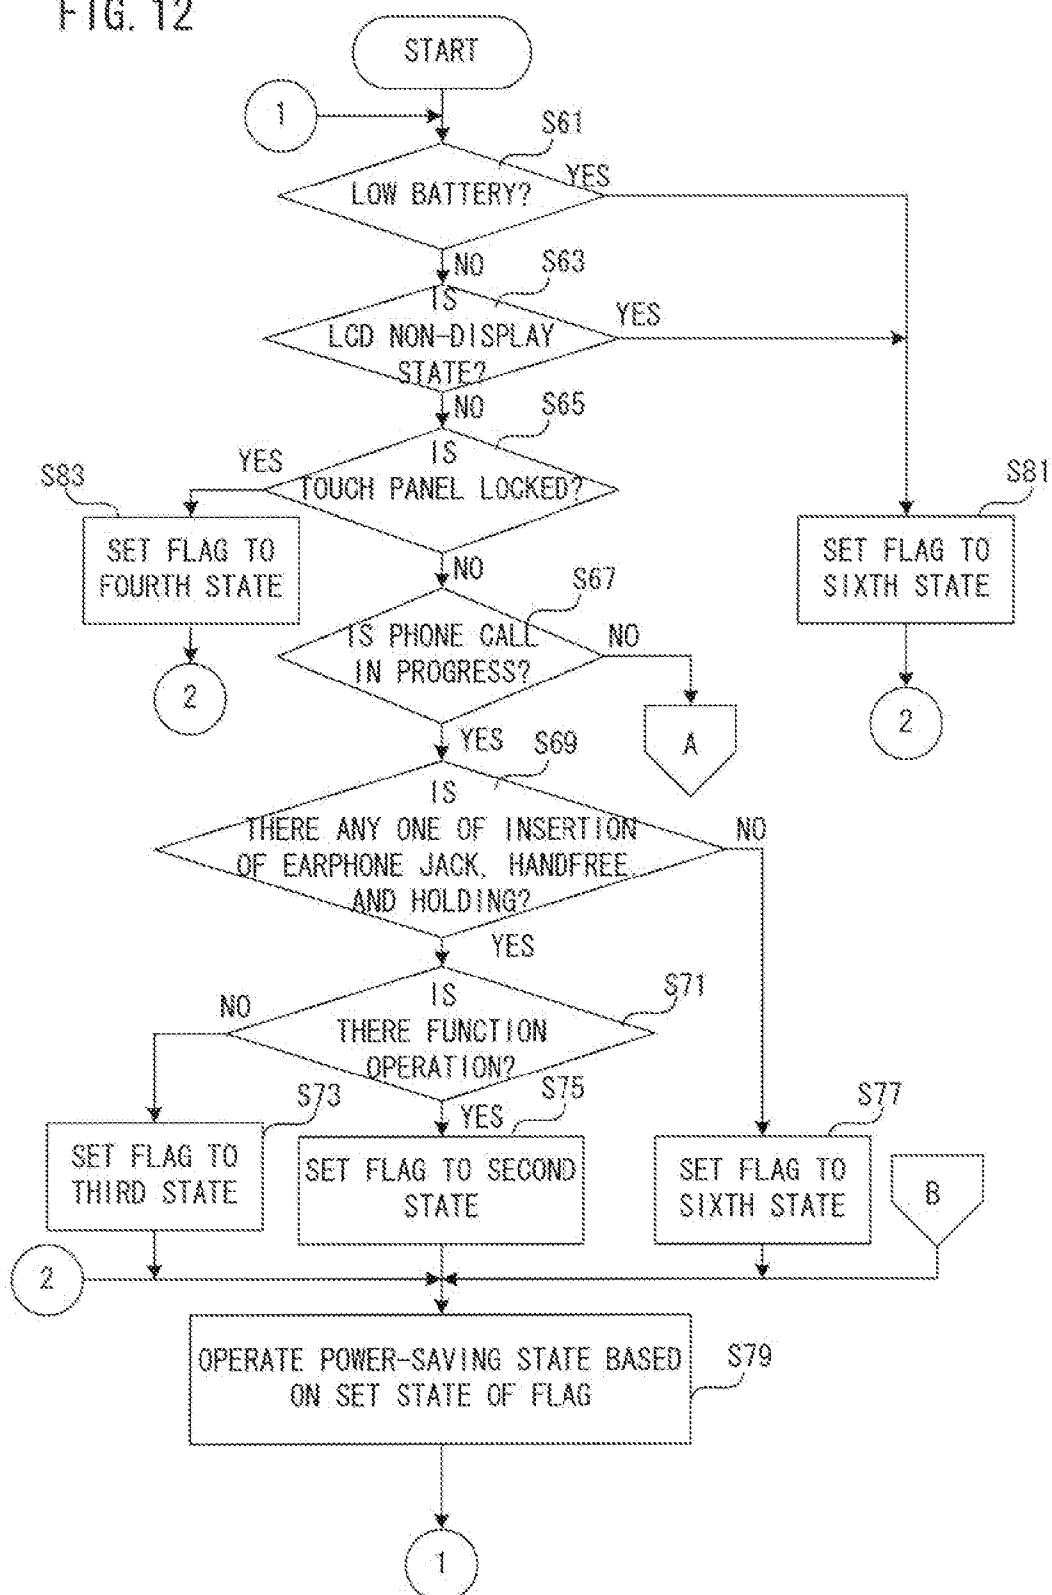 FIG. 12
START
1
S61
LOW BATTERY?
YES
NO
S63
IS
LCD NON-DISPLAY
STATE?
YES
NO
S65
IS
TOUCH PANEL LOCKED?
YES
S83
SET FLAG TO
FOURTH STATE
2
S81
SET FLAG TO
SIXTH STATE
2
NO
S67
IS PHONE CALL
IN PROGRESS?
NO
A
YES
S69
IS
THERE ANY ONE OF INSERTION
OF EARPHONE JACK, HANDFREE,
AND HOLDING?
NO
YES
S71
IS
THERE FUNCTION
OPERATION?
NO
YES
S73
SET FLAG TO
THIRD STATE
S75
SET FLAG TO SECOND
STATE
S77
SET FLAG TO
SIXTH STATE
B
2
OPERATE POWER-SAVING STATE BASED
ON SET STATE OF FLAG
S79
1